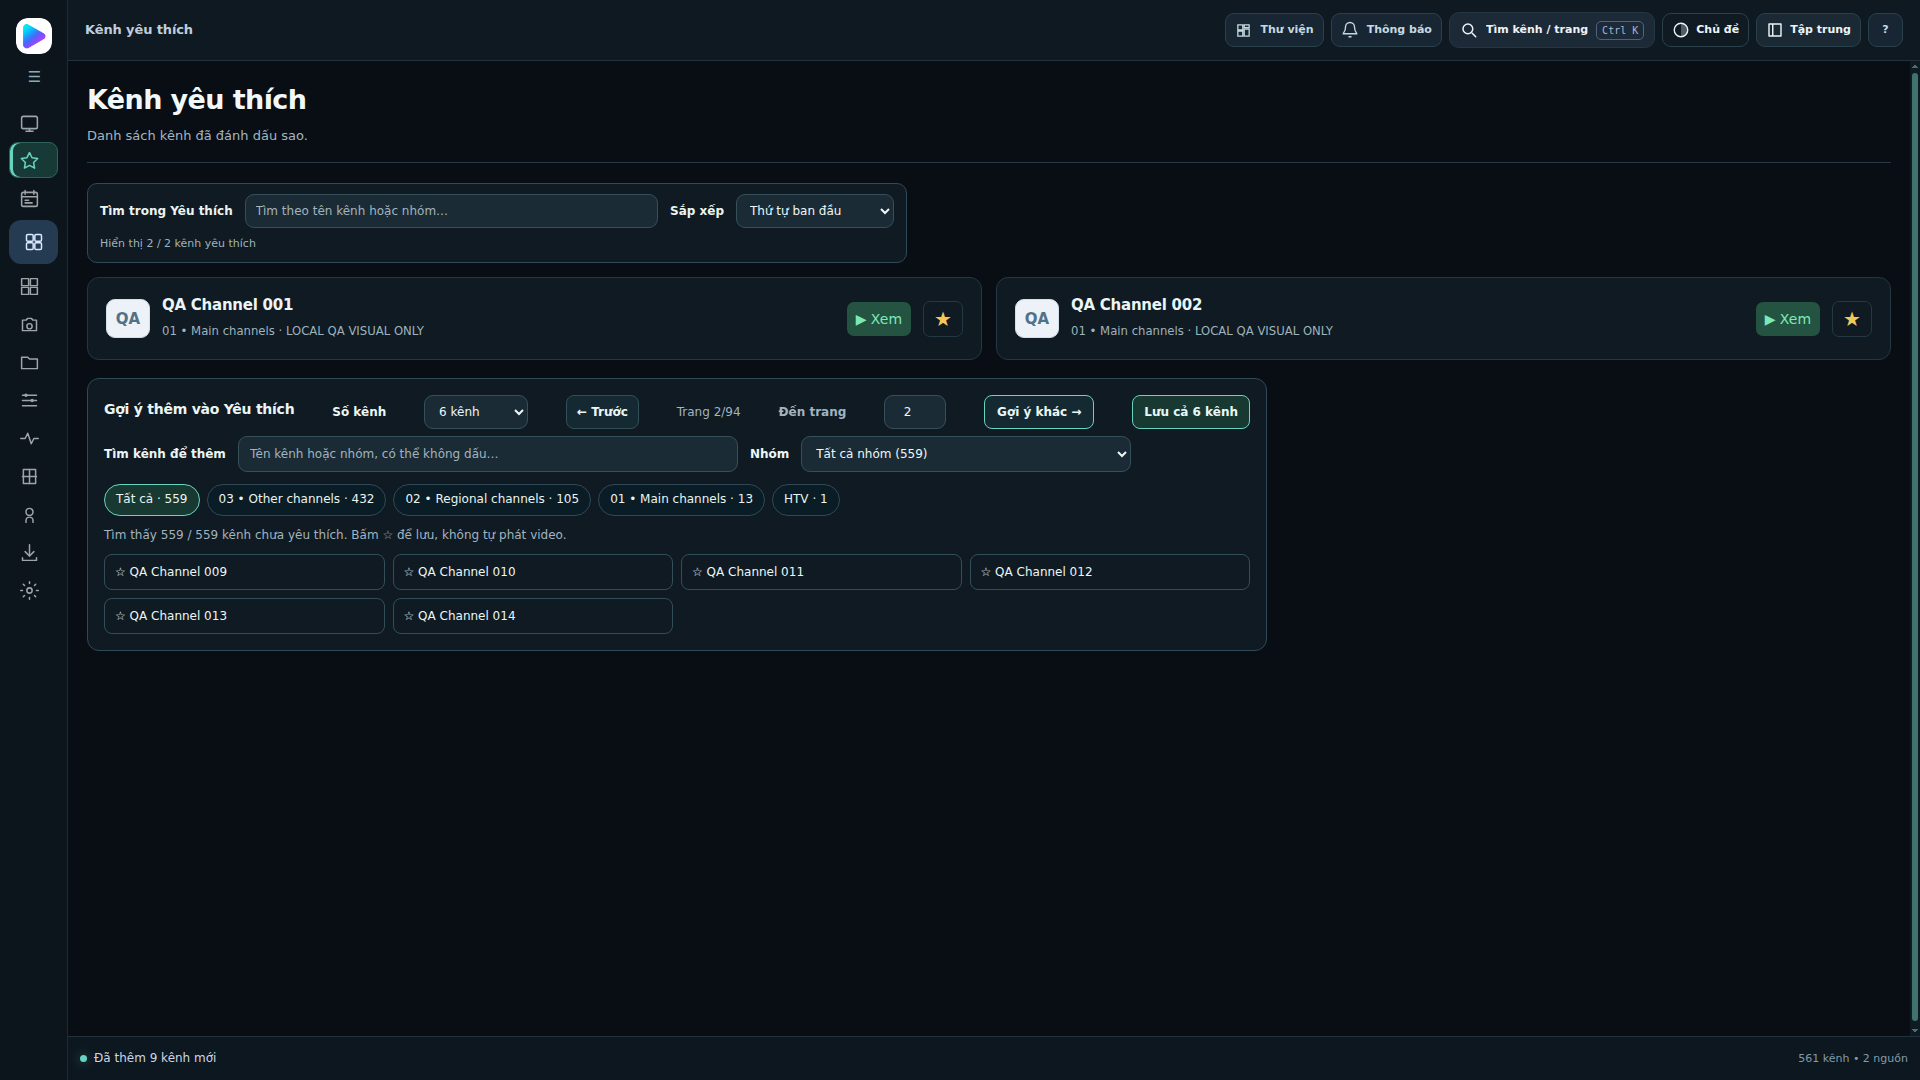 Kênh yêu thích
Thư viện
Thông báo
Tìm kênh / trang Ctrl K
Chủ đề
Tập trung
?
Kênh yêu thích
Danh sách kênh đã đánh dấu sao.
Tìm trong Yêu thích Tìm theo tên kênh hoặc nhóm... Sắp xếp Thứ tự ban đầu
Hiển thị 2 / 2 kênh yêu thích
QA QA Channel 001
01 • Main channels · LOCAL QA VISUAL ONLY
▶ Xem ★
QA QA Channel 002
01 • Main channels · LOCAL QA VISUAL ONLY
▶ Xem ★
Gợi ý thêm vào Yêu thích Số kênh 6 kênh ← Trước Trang 2/94 Đến trang 2 Gợi ý khác → Lưu cả 6 kênh
Tìm kênh để thêm Tên kênh hoặc nhóm, có thể không dấu... Nhóm Tất cả nhóm (559)
Tất cả · 559 03 • Other channels · 432 02 • Regional channels · 105 01 • Main channels · 13 HTV · 1
Tìm thấy 559 / 559 kênh chưa yêu thích. Bấm ☆ để lưu, không tự phát video.
☆ QA Channel 009 ☆ QA Channel 010 ☆ QA Channel 011 ☆ QA Channel 012
☆ QA Channel 013 ☆ QA Channel 014
Đã thêm 9 kênh mới
561 kênh • 2 nguồn